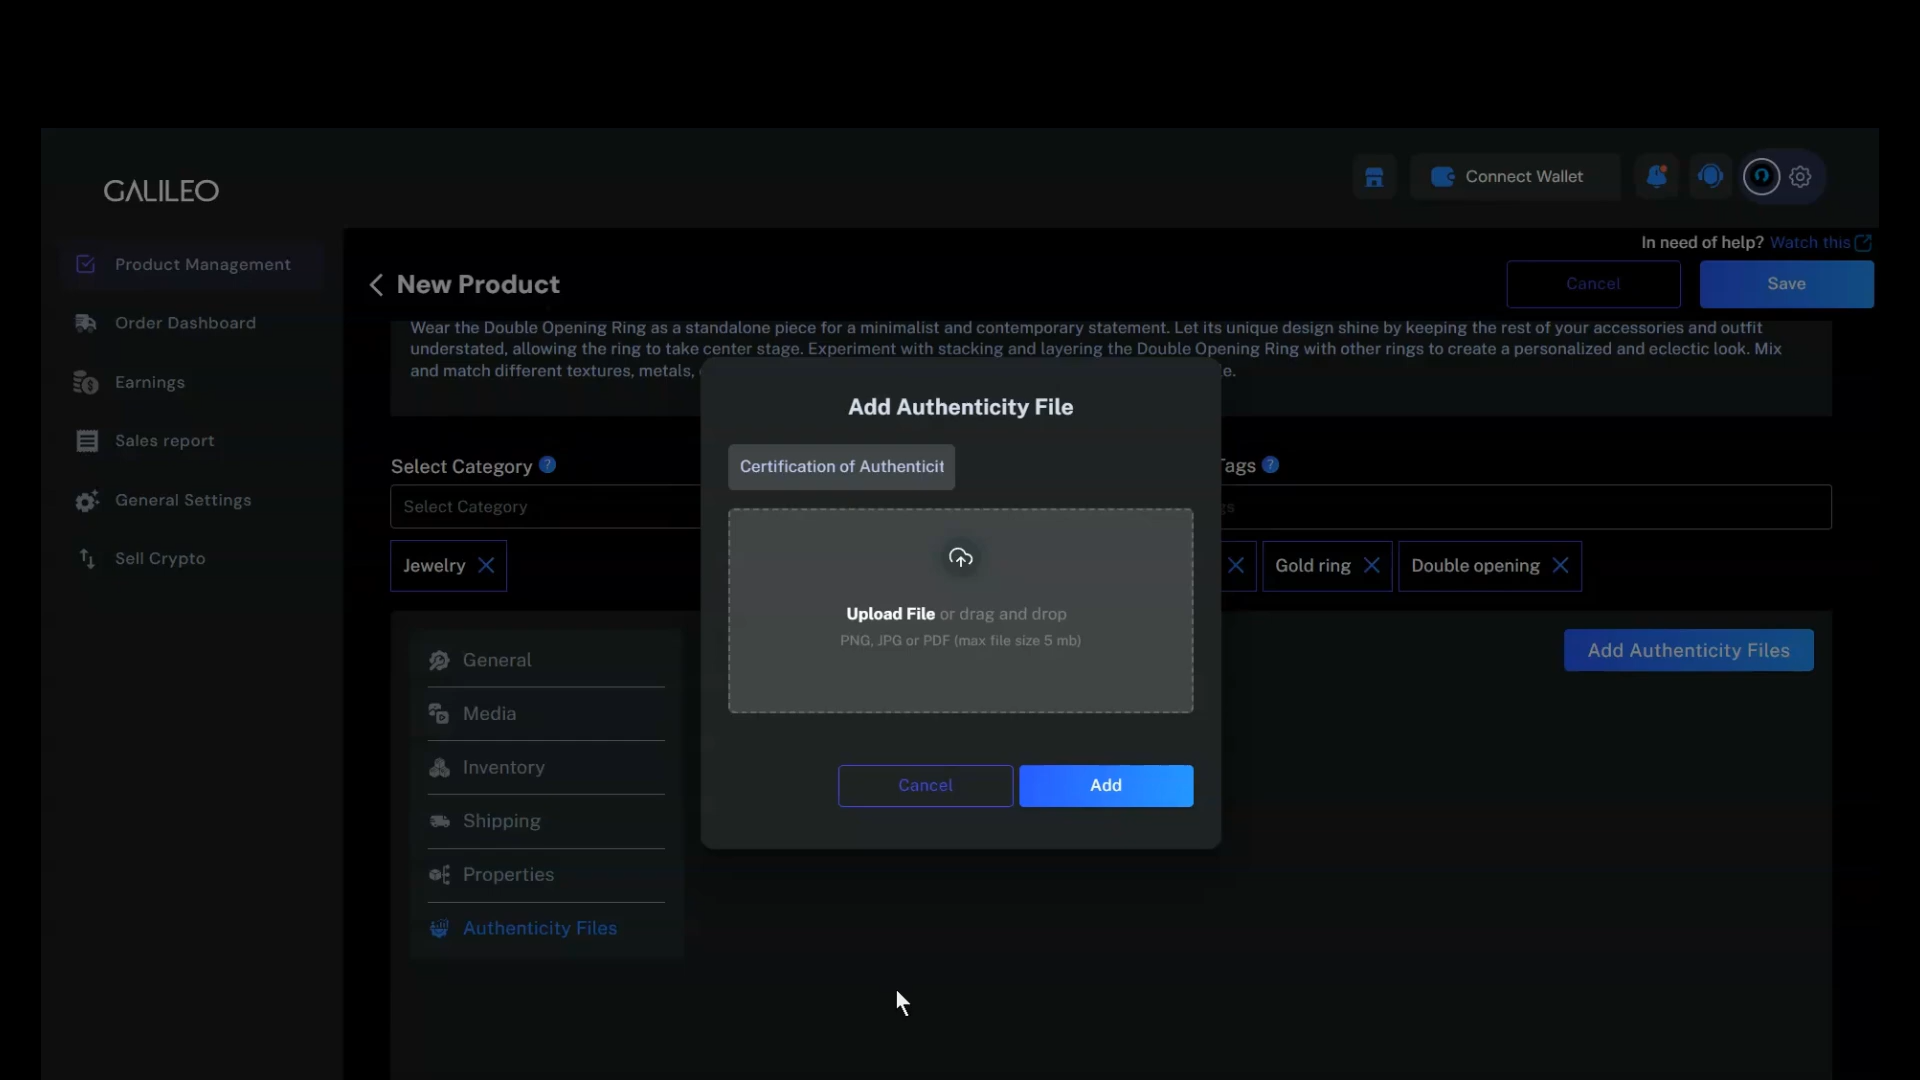 GALILEO
Connect Wallet
In need of help? Watch this
Product Management
Order Dashboard
Earnings
Sales report
General Settings
Sell Crypto
New Product
Cancel
Save
Wear the Double Opening Ring as a standalone piece for a minimalist and contemporary statement. Let its unique design shine by keeping the rest of your accessories and outfit
understated, allowing the ring to take center stage. Experiment with stacking and layering the Double Opening Ring with other rings to create a personalized and eclectic look. Mix
and match different textures, metals,
Select Category
Select Category
Jewelry
Tags
Gold ring
Double opening
General
Media
Inventory
Shipping
Properties
Authenticity Files
Add Authenticity Files
Add Authenticity File
Certification of Authenticit
Upload File or drag and drop
PNG, JPG or PDF (max file size 5 mb)
Cancel
Add